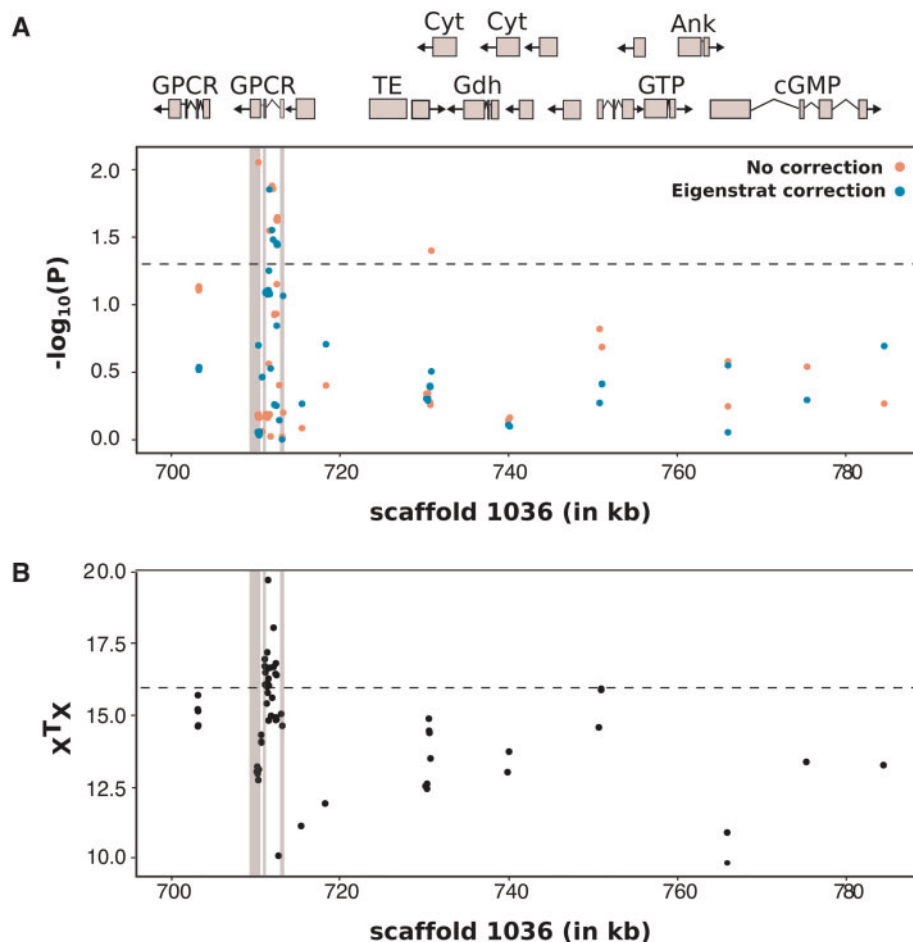 A
Cyt Cyt Ank
GPCR GPCR TE Gdh GTP cGMP
No correction
Eigenstrat correction
-log10(P)
2.0
1.5
1.0
0.5
0.0
700 720 740 760 780
scaffold 1036 (in kb)
B
XTX
20.0
17.5
15.0
12.5
10.0
700 720 740 760 780
scaffold 1036 (in kb)